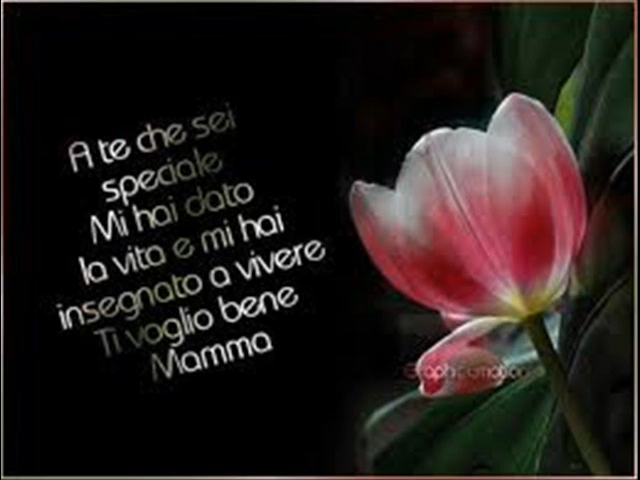 A te che sei
speciale
Mi hai dato
la vita e mi hai
insegnato a vivere
Ti voglio bene
Mamma